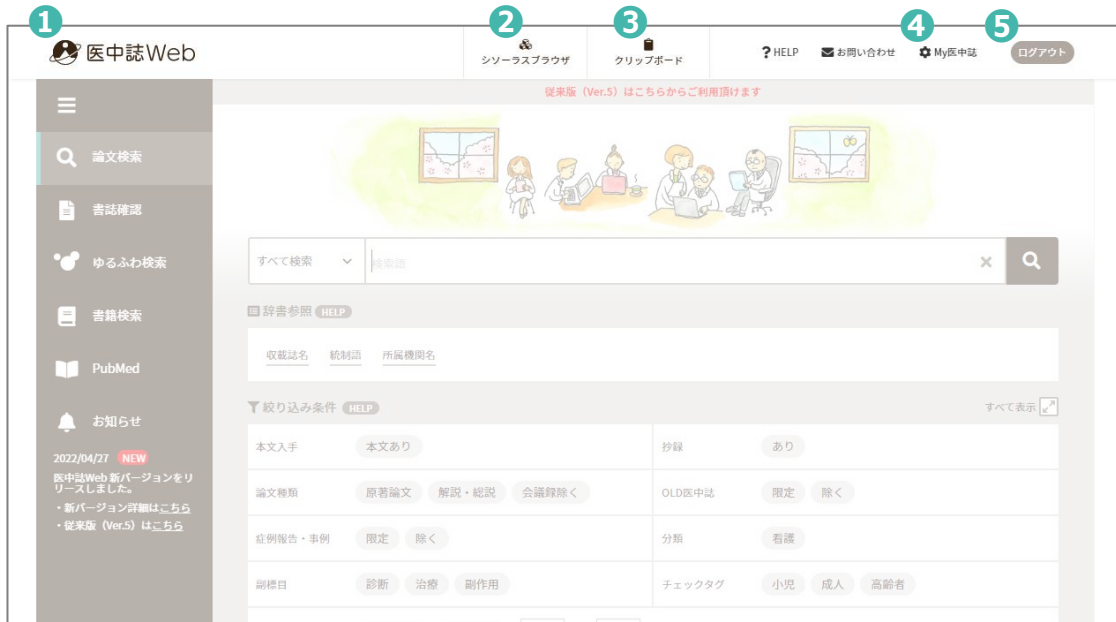 1
2
3
4
5
医中誌Web
シソーラスブラウザ
クリップボード
? HELP
お問い合わせ
My医中誌
ログアウト
従来版（Ver.5）はこちらからご利用頂けます
論文検索
書誌確認
ゆるふわ検索
書籍検索
PubMed
お知らせ
2022/04/27 NEW
医中誌Web 新バージョンをリ
リースしました。
・新バージョン詳細はこちら
・従来版（Ver.5）はこちら
すべて検索
検索語
辞書参照 HELP
収載誌名 統制語 所属機関名
絞り込み条件 HELP
すべて表示
本文入手 本文あり
抄録 あり
論文種類 原著論文 解説・総説 会議録除く
OLD医中誌 限定 除く
症例報告・事例 限定 除く
分類 看護
副標目 診断 治療 副作用
チェックタグ 小児 成人 高齢者